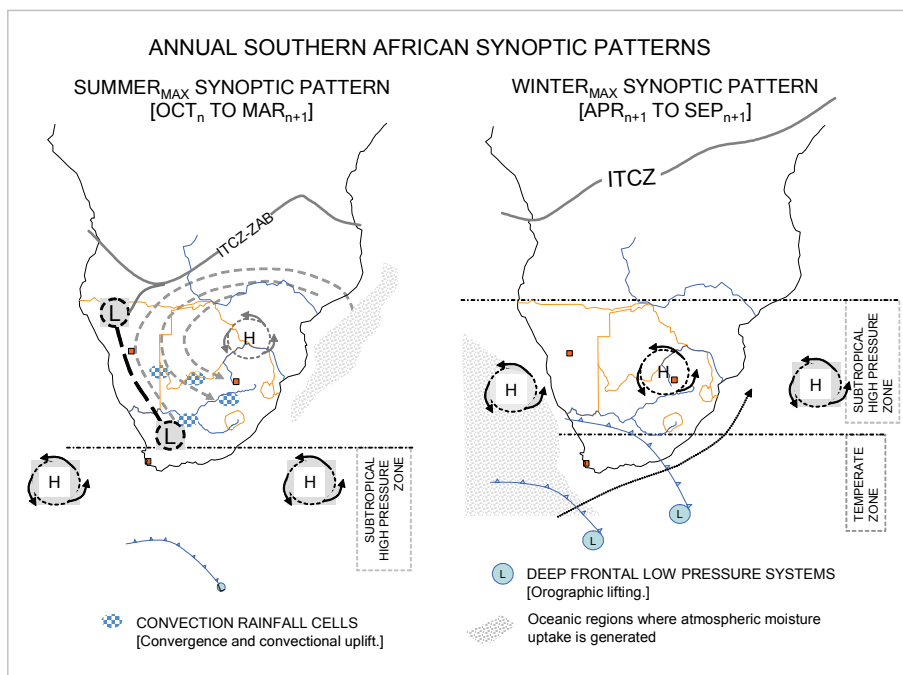 ANNUAL SOUTHERN AFRICAN SYNOPTIC PATTERNS
SUMMERMAX SYNOPTIC PATTERN
[OCTn TO MARn+1]
ITCZ-ZAB
L
H
L
H
H
SUBTROPICAL
HIGH PRESSURE
ZONE
L
CONVECTION RAINFALL CELLS
[Convergence and convectional uplift.]
WINTERMAX SYNOPTIC PATTERN
[APRn+1 TO SEPn+1]
ITCZ
H
H
H
SUBTROPICAL
HIGH PRESSURE
ZONE
TEMPERATE
ZONE
L
L
L
DEEP FRONTAL LOW PRESSURE SYSTEMS
[Orographic lifting.]
Oceanic regions where atmospheric moisture
uptake is generated